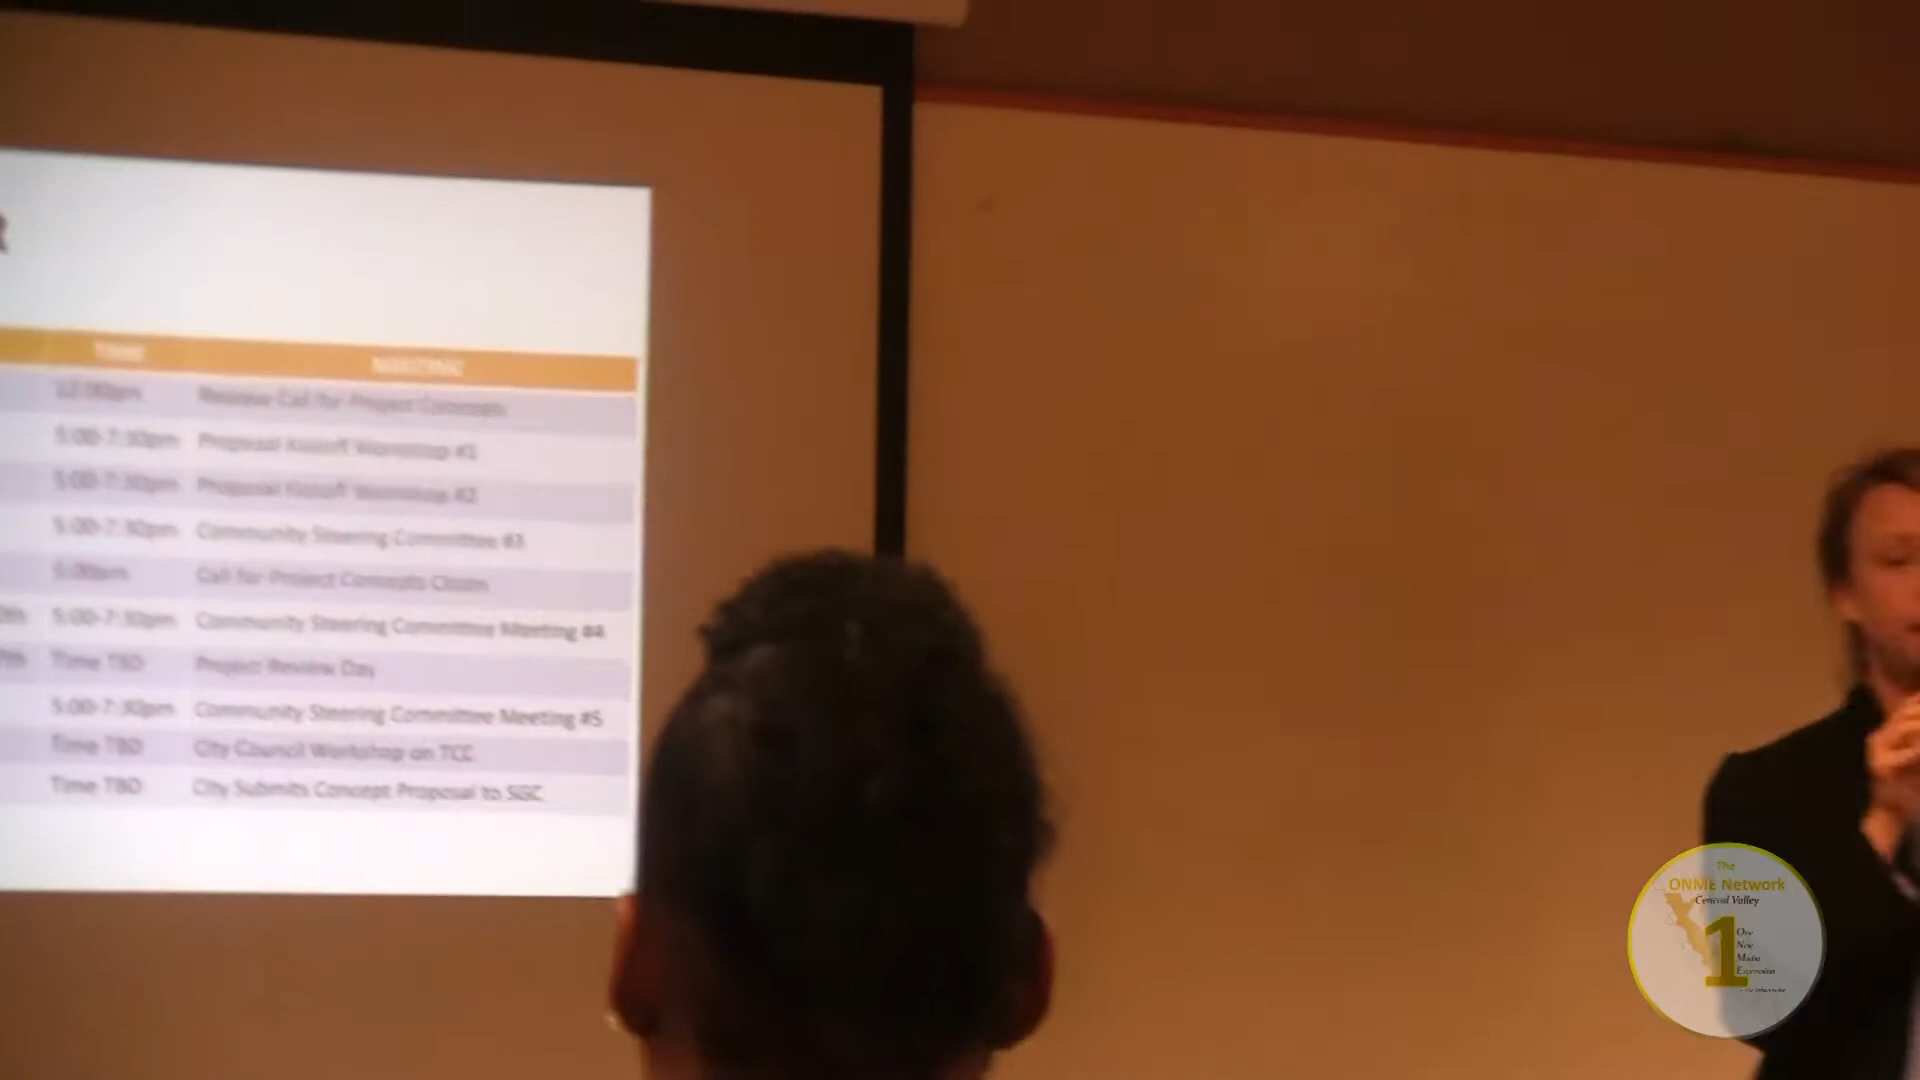 R
TIME MEETING
12:00pm Review Call for Project Concepts
5:00-7:30pm Proposal Kickoff Workshop #1
5:00-7:30pm Proposal Kickoff Workshop #2
5:00-7:30pm Community Steering Committee #3
5:00pm Call for Project Concepts Closes
0th 5:00-7:30pm Community Steering Committee Meeting #4
7th Time TBD Project Review Day
5:00-7:30pm Community Steering Committee Meeting #5
Time TBD City Council Workshop on TCC
Time TBD City Submits Concept Proposal to SGC
The
ONME Network
Central Valley
1
One
New
Media
Expression